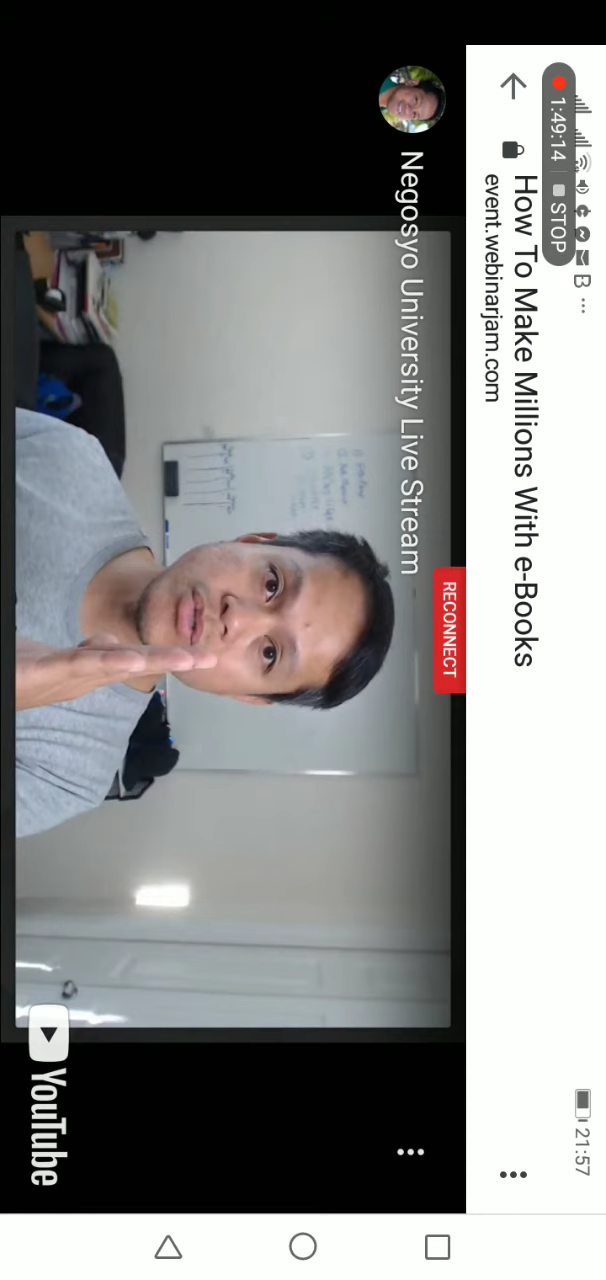 1:49:14
STOP
B
21:57
How To Make Millions With e-Books
event.webinarjam.com
RECONNECT
Negosyo University Live Stream
YouTube